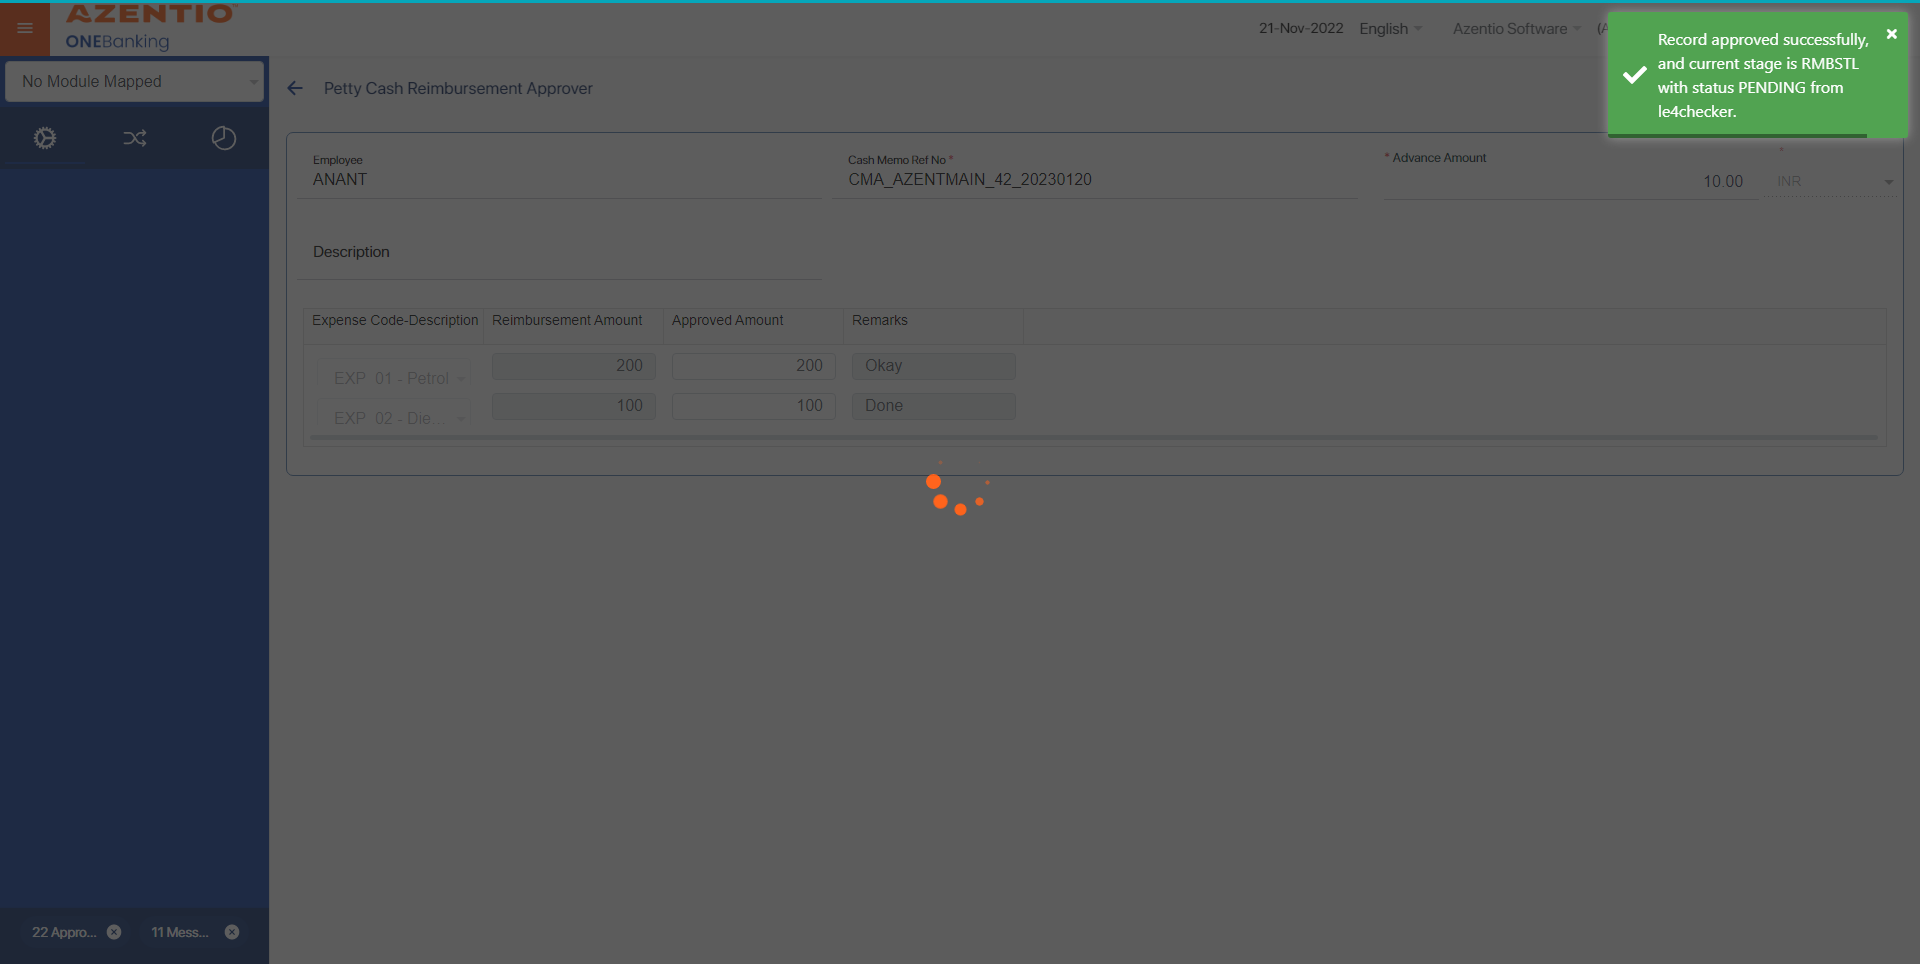 AZENTIO
ONEBanking
21-Nov-2022 English Azentio Software (A
Record approved successfully,
and current stage is RMBSTL
with status PENDING from
le4checker.
No Module Mapped
Petty Cash Reimbursement Approver
Employee
ANANT
Cash Memo Ref No *
CMA_AZENTMAIN_42_20230120
* Advance Amount
10.00
*
INR
Description
Expense Code-Description Reimbursement Amount Approved Amount Remarks
EXP 01 - Petrol 200 200 Okay
EXP 02 - Die... 100 100 Done
22 Appro... 11 Mess...